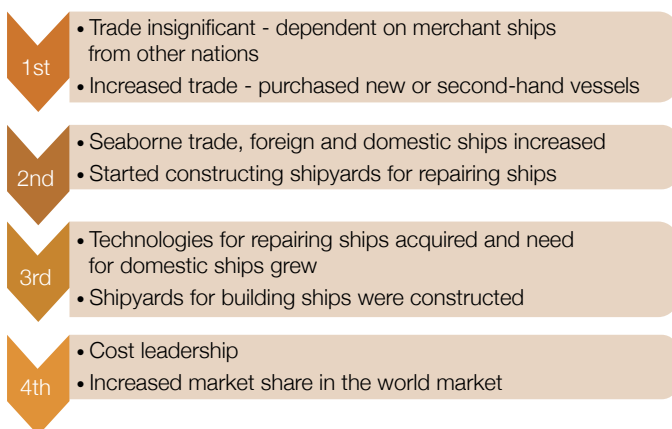 1st
• Trade insignificant - dependent on merchant ships
from other nations
• Increased trade - purchased new or second-hand vessels
2nd
• Seaborne trade, foreign and domestic ships increased
• Started constructing shipyards for repairing ships
3rd
• Technologies for repairing ships acquired and need
for domestic ships grew
• Shipyards for building ships were constructed
4th
• Cost leadership
• Increased market share in the world market